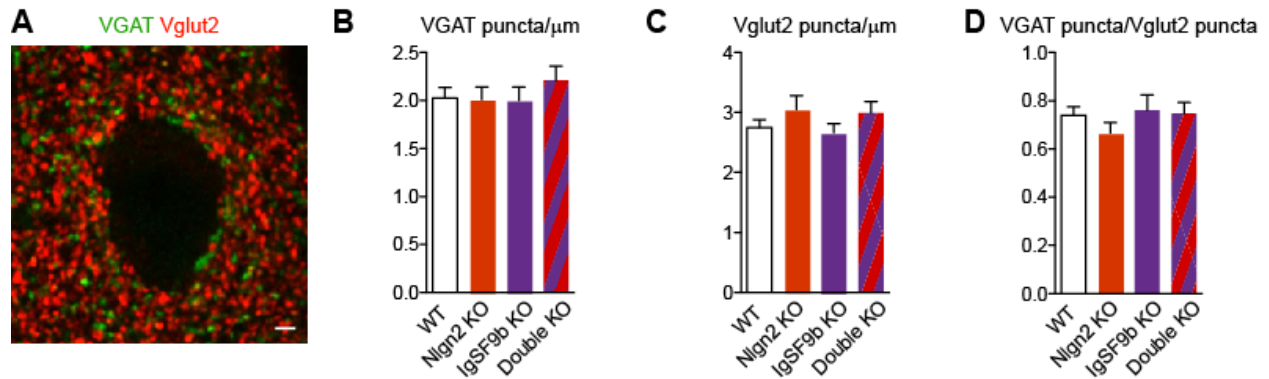 A
VGAT Vglut2
B
VGAT puncta/μm
2.5
2.0
1.5
1.0
0.5
0.0
WT
Nlgn2 KO
IgSF9b KO
Double KO
C
Vglut2 puncta/μm
4
3
2
1
0
WT
Nlgn2 KO
IgSF9b KO
Double KO
D
VGAT puncta/Vglut2 puncta
1.0
0.8
0.6
0.4
0.2
0.0
WT
Nlgn2 KO
IgSF9b KO
Double KO